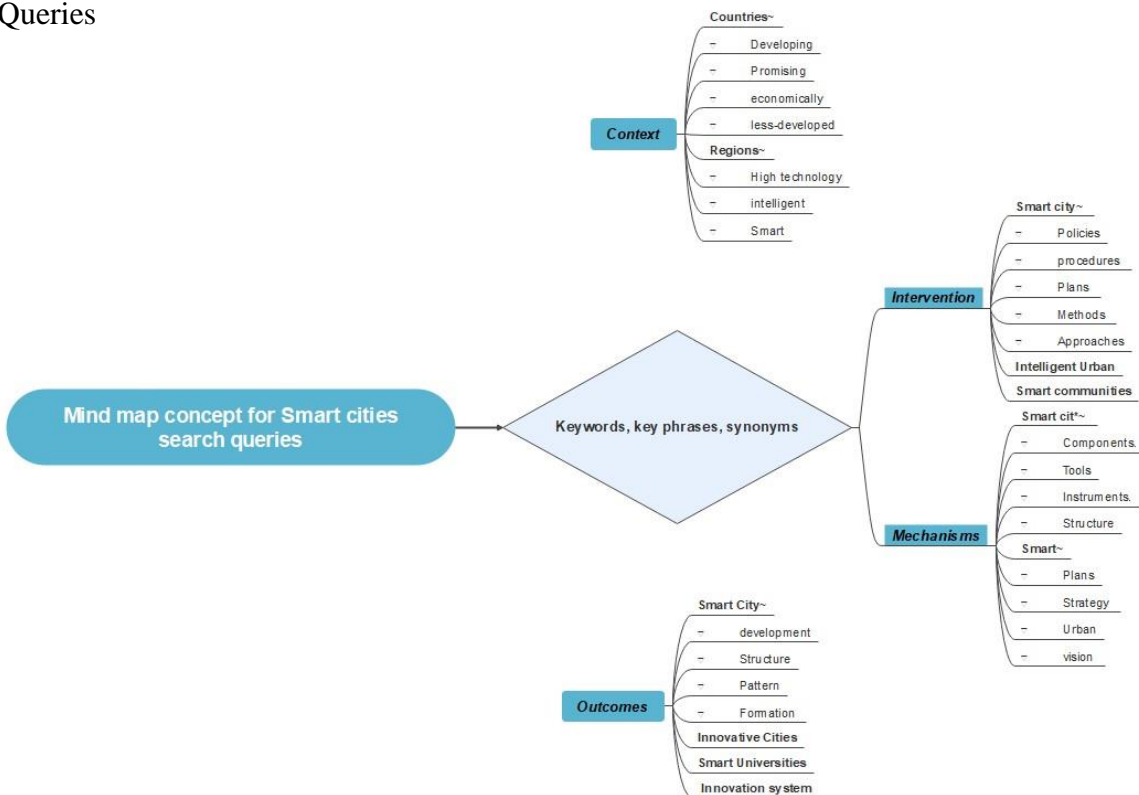 Queries
Countries~
- Developing
- Promising
- economically
- less-developed
Context
Regions~
- High technology
- intelligent
- Smart
Smart city~
- Policies
- procedures
- Plans
- Methods
- Approaches
Intervention
Intelligent Urban
Smart communities
Mind map concept for Smart cities
search queries
Keywords, key phrases, synonyms
Smart cit*~
- Components.
- Tools
- Instruments.
- Structure
Mechanisms
Smart~
- Plans
- Strategy
- Urban
- vision
Smart City~
- development
- Structure
- Pattern
- Formation
Outcomes
Innovative Cities
Smart Universities
Innovation system